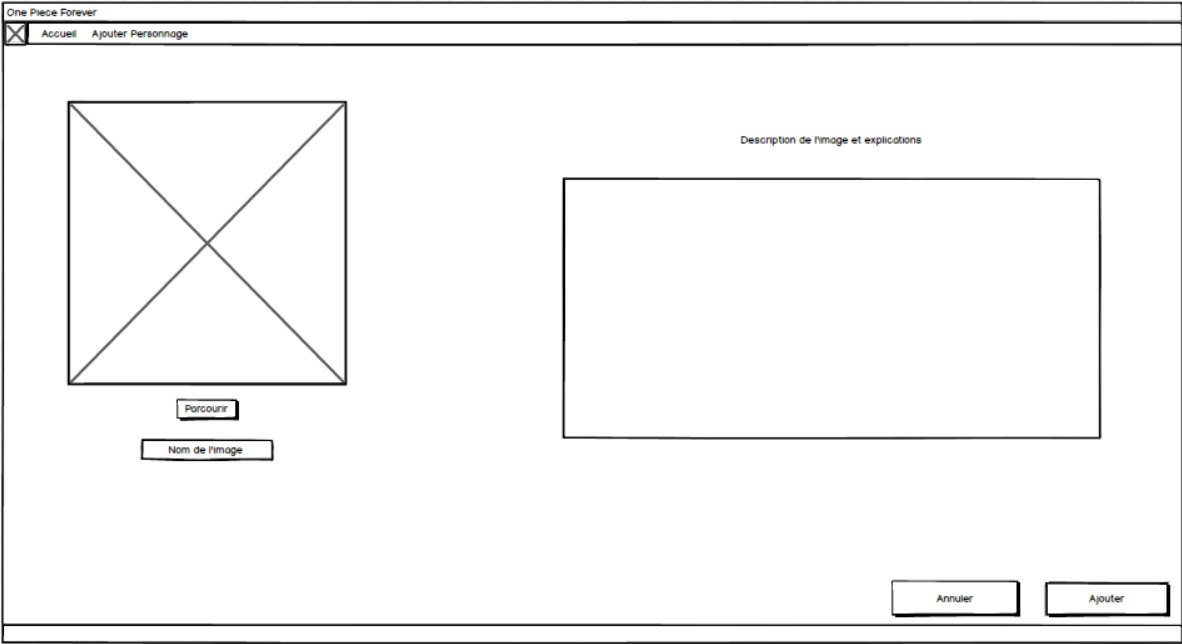 One Piece Forever
Accueil Ajouter Personnage
Description de l'image et explications
Parcourir
Nom de l'image
Annuler
Ajouter